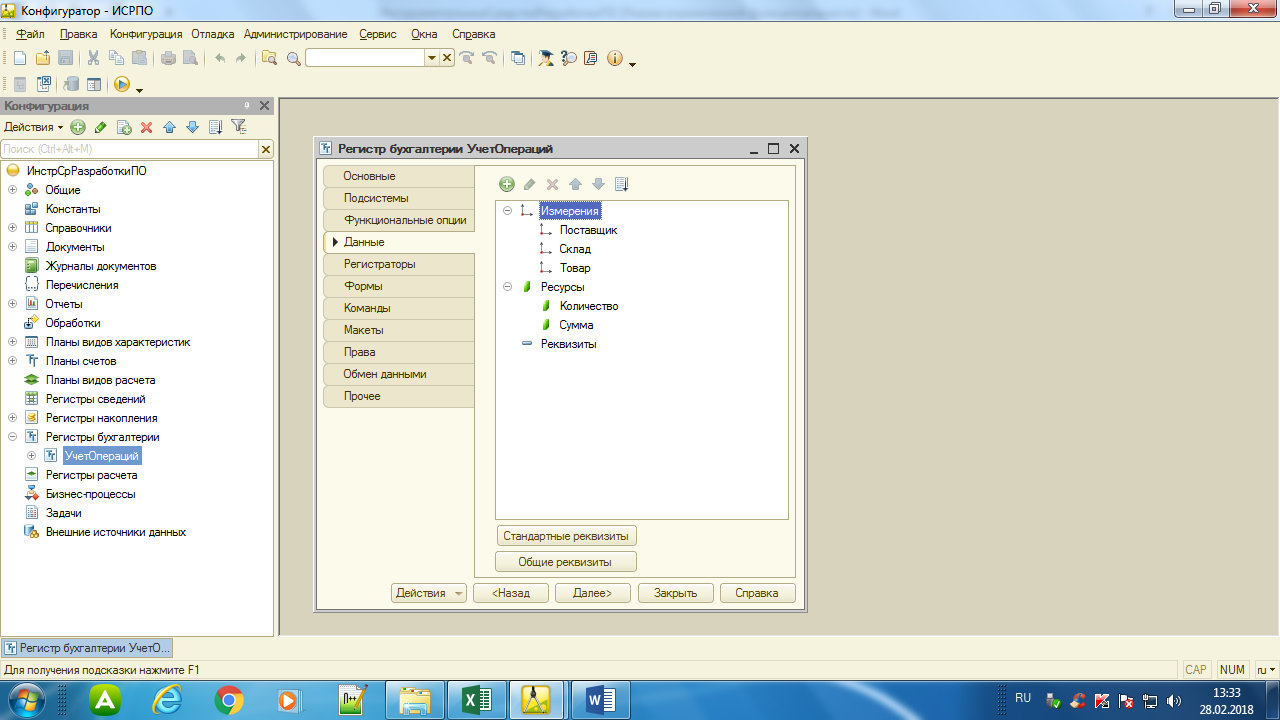 Конфигуратор - ИСРПО
Файл Правка Конфигурация Отладка Администрирование Сервис Окна Справка
Конфигурация
Действия
Поиск (Ctrl+Alt+M)
ИнстрСрРазработкиПО
Общие
Константы
Справочники
Документы
Журналы документов
Перечисления
Отчеты
Обработки
Планы видов характеристик
Планы счетов
Планы видов расчета
Регистры сведений
Регистры накопления
Регистры бухгалтерии
УчетОпераций
Регистры расчета
Бизнес-процессы
Задачи
Внешние источники данных
Регистр бухгалтерии УчетОпераций
Основные
Подсистемы
Функциональные опции
Данные
Регистраторы
Формы
Команды
Макеты
Права
Обмен данными
Прочее
Измерения
Поставщик
Склад
Товар
Ресурсы
Количество
Сумма
Реквизиты
Стандартные реквизиты
Общие реквизиты
Действия <Назад Далее> Закрыть Справка
Регистр бухгалтерии УчетО...
Для получения подсказки нажмите F1 CAP NUM ru
RU 13:33
28.02.2018